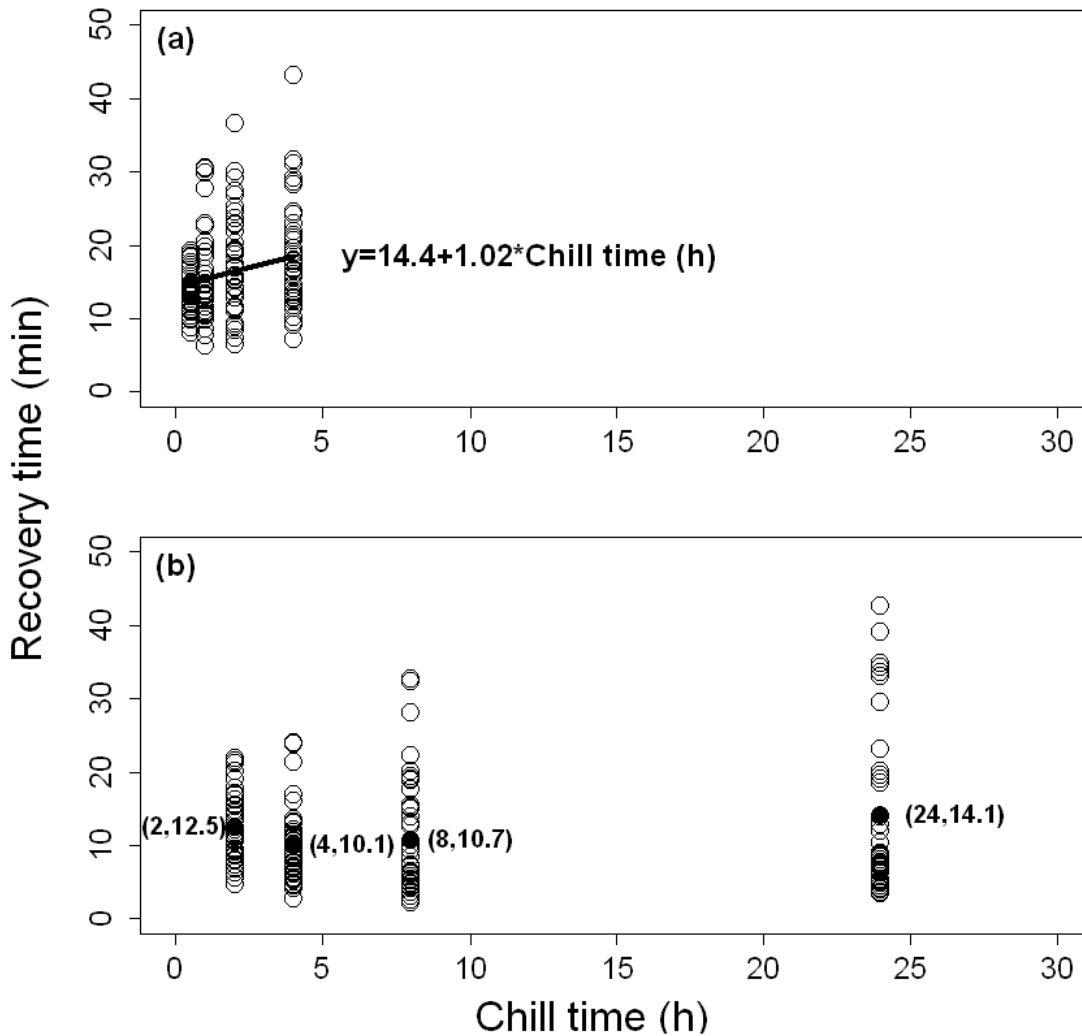 Recovery time (min)
(a)
50
40
30
20
10
0
y=14.4+1.02*Chill time (h)
0 5 10 15 20 25 30
(b)
50
40
30
20
10
0
(2,12.5)
(4,10.1)
(8,10.7)
(24,14.1)
0 5 10 15 20 25 30
Chill time (h)